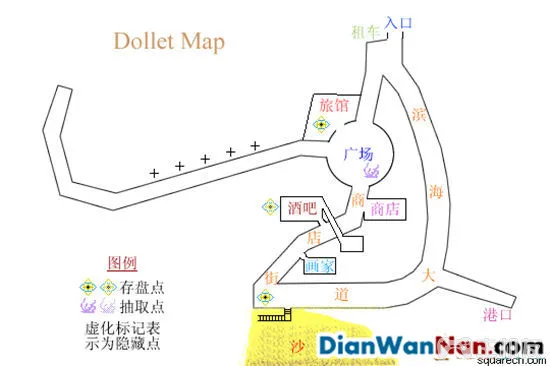 Dollet Map
租车
入口
旅馆
滨
广场
海
商
商店
酒吧
店
画家
图例
街
道
大
存盘点
抽取点
港口
虚化标记表
示为隐藏点
沙
DianWanNan.com
squarecn.com